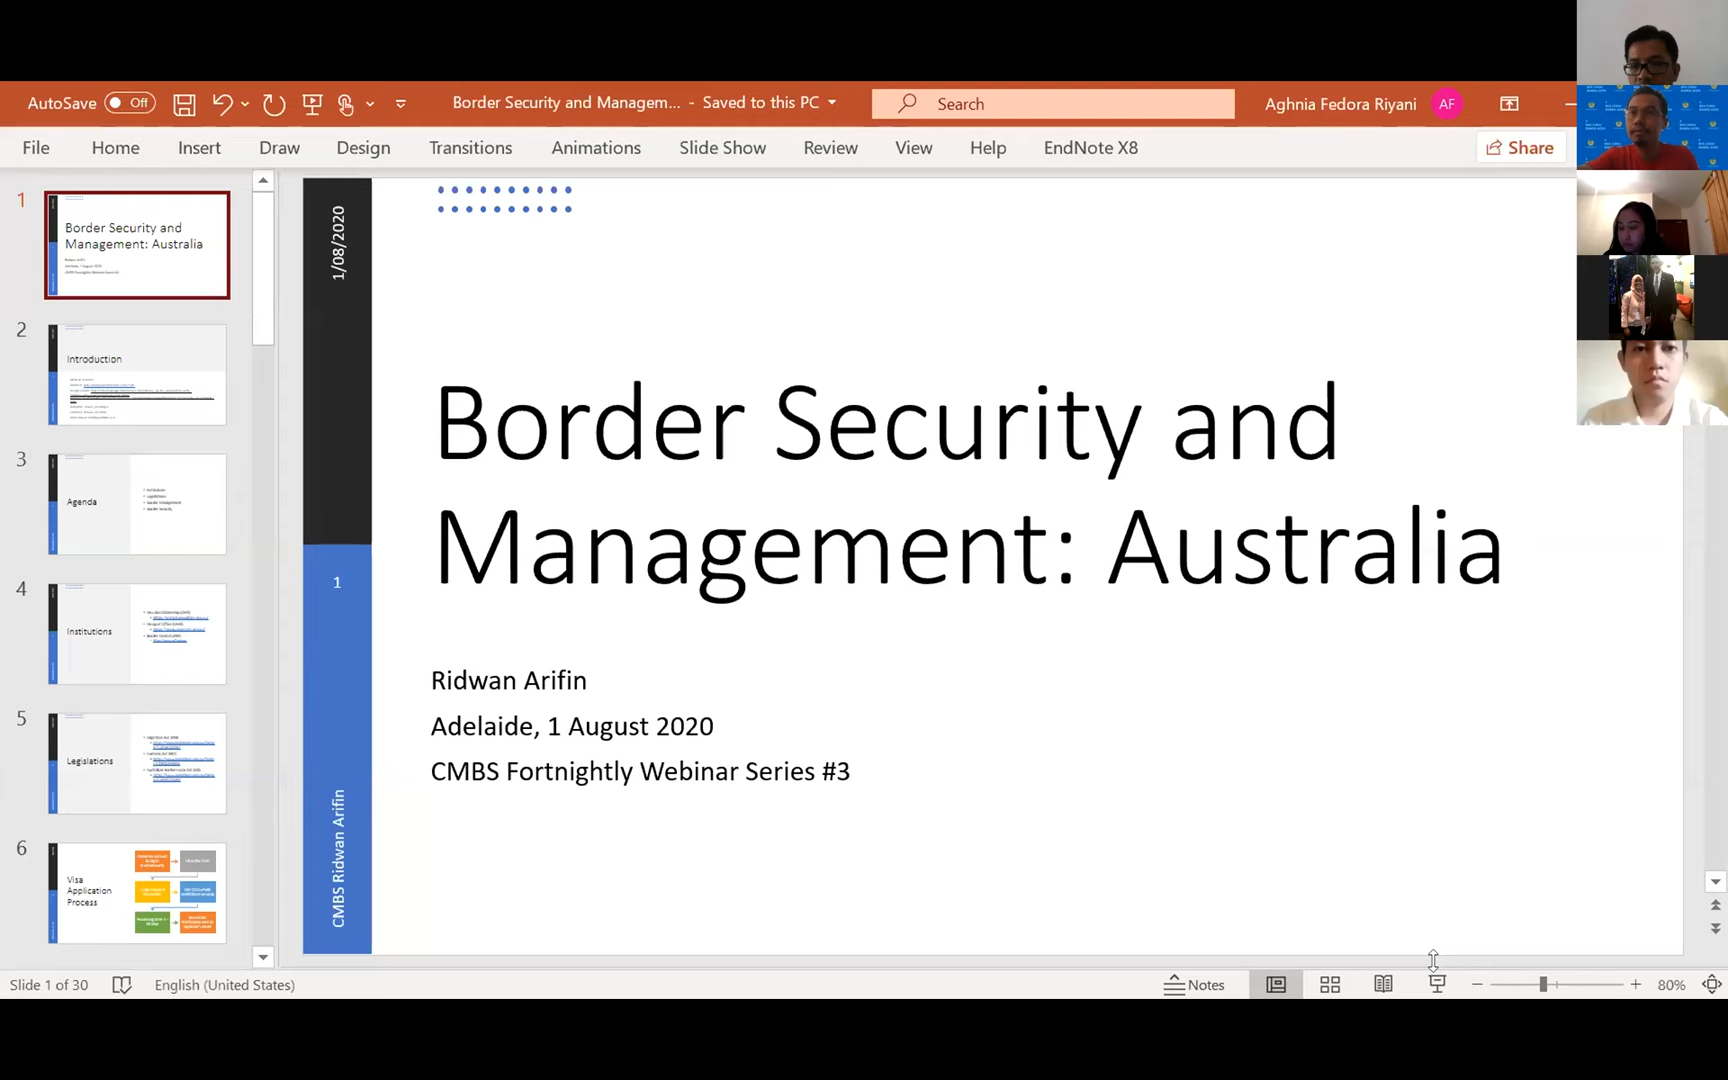 AutoSave Off
Border Security and Managem... - Saved to this PC
Search
Aghnia Fedora Riyani AF
File Home Insert Draw Design Transitions Animations Slide Show Review View Help EndNote X8 Share
1
Border Security and
Management: Australia
2
Introduction
3
Agenda
4
Institutions
5
Legislations
6
Visa
Application
Process
1/08/2020
1
CMBS Ridwan Arifin
Border Security and
Management: Australia
Ridwan Arifin
Adelaide, 1 August 2020
CMBS Fortnightly Webinar Series #3
Slide 1 of 30 English (United States) Notes 80%